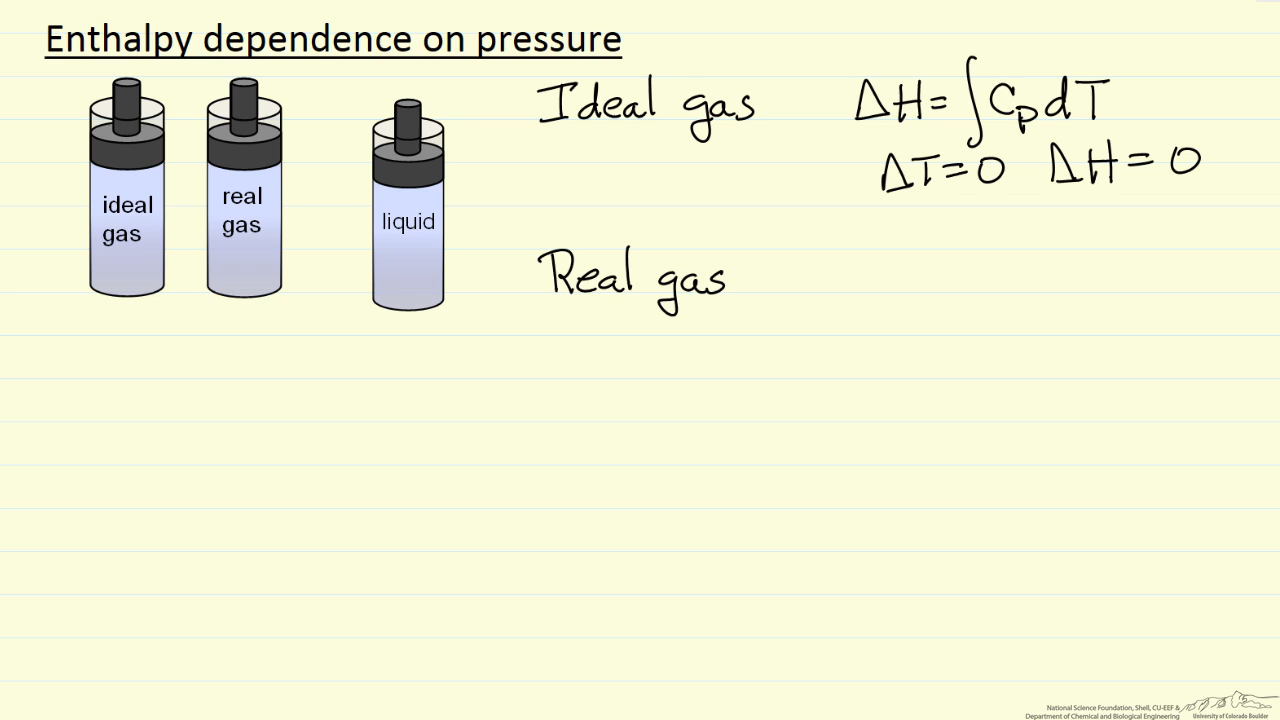 Enthalpy dependence on pressure
Ideal gas ΔH = ∫ CₚdT
ΔT = 0 ΔH = 0
ideal gas
real gas
liquid
Real gas
National Science Foundation, Shell, CU-EEF &
Department of Chemical and Biological Engineering
University of Colorado Boulder